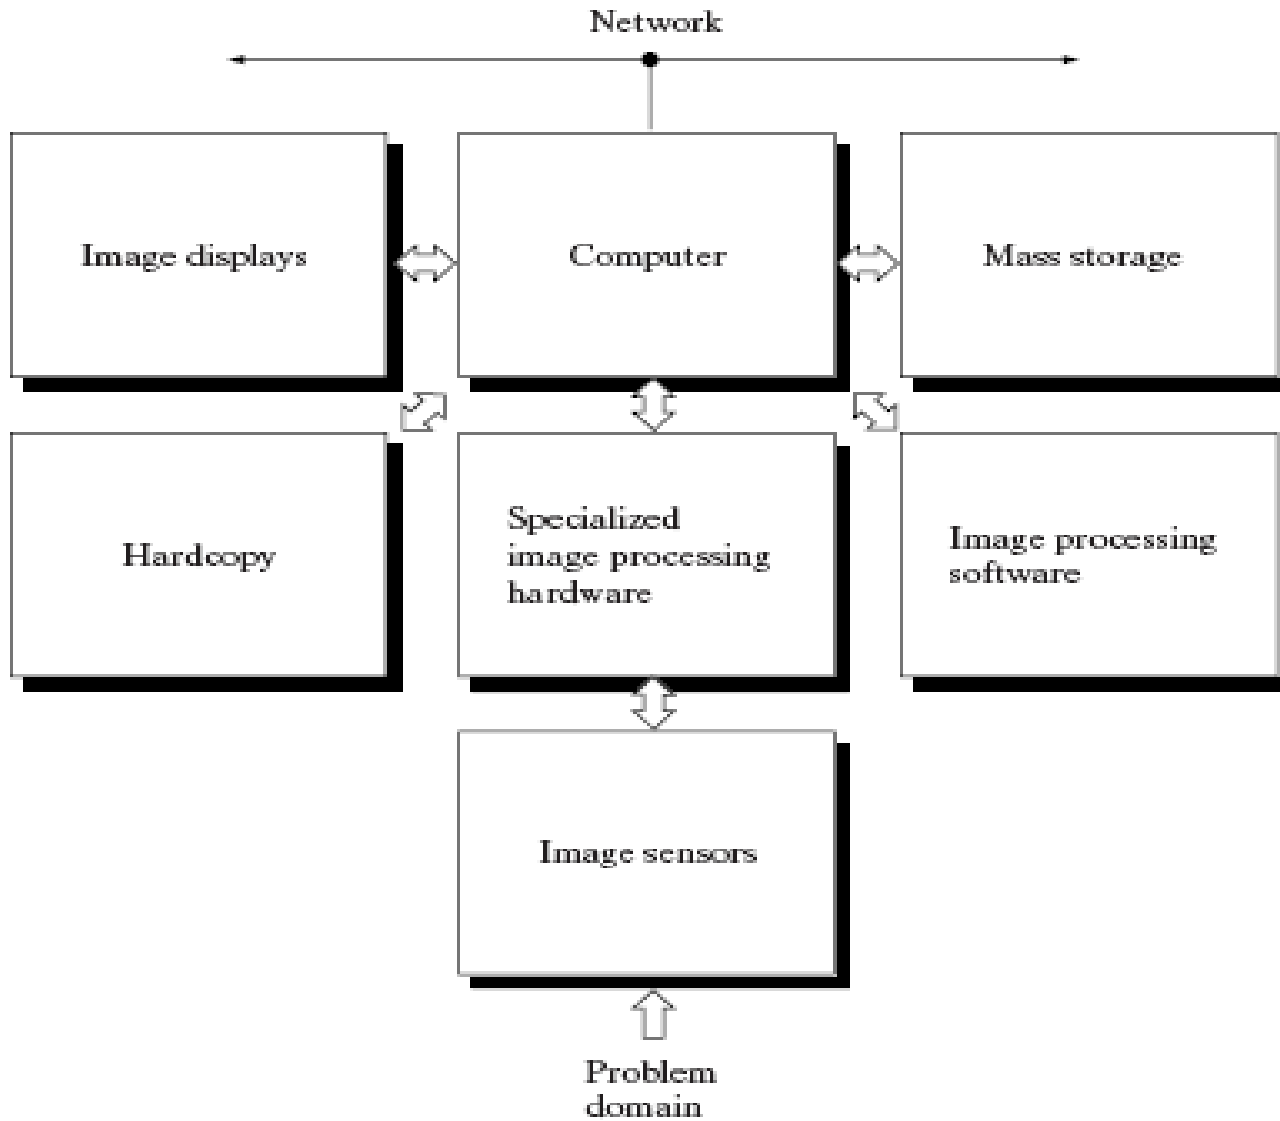 Network
Image displays
Computer
Mass storage
Hardcopy
Specialized
image processing
hardware
Image processing
software
Image sensors
Problem
domain